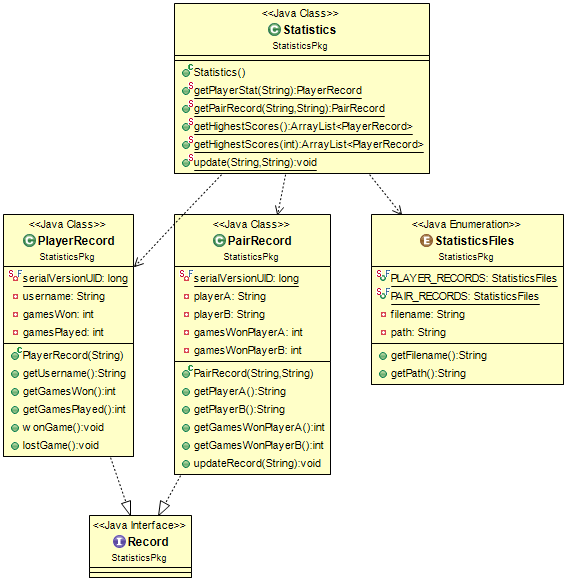 <<Java Class>>
Statistics
StatisticsPkg
Statistics()
getPlayerStat(String):PlayerRecord
getPairRecord(String,String):PairRecord
getHighestScores():ArrayList<PlayerRecord>
getHighestScores(int):ArrayList<PlayerRecord>
update(String,String):void
<<Java Class>>
PlayerRecord
StatisticsPkg
serialVersionUID: long
username: String
gamesWon: int
gamesPlayed: int
PlayerRecord(String)
getUsername():String
getGamesWon():int
getGamesPlayed():int
wonGame():void
lostGame():void
<<Java Class>>
PairRecord
StatisticsPkg
serialVersionUID: long
playerA: String
playerB: String
gamesWonPlayerA: int
gamesWonPlayerB: int
PairRecord(String,String)
getPlayerA():String
getPlayerB():String
getGamesWonPlayerA():int
getGamesWonPlayerB():int
updateRecord(String):void
<<Java Enumeration>>
StatisticsFiles
StatisticsPkg
PLAYER_RECORDS: StatisticsFiles
PAIR_RECORDS: StatisticsFiles
filename: String
path: String
getFilename():String
getPath():String
<<Java Interface>>
Record
StatisticsPkg